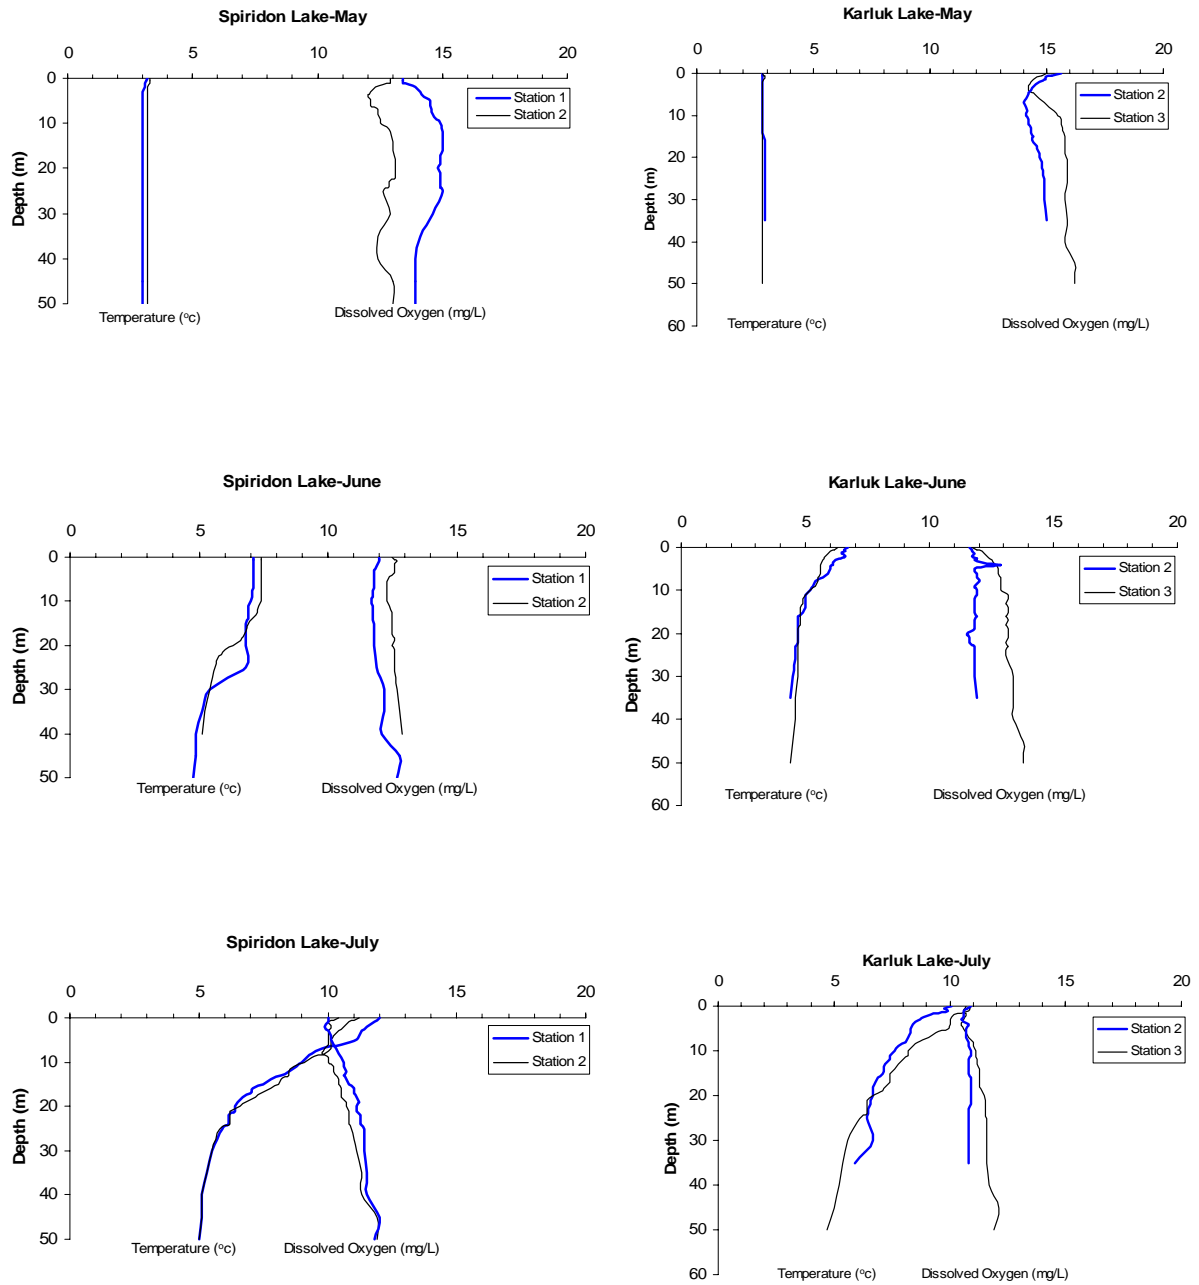 Spiridon Lake-May
0 5 10 15 20
0
10
20
30
40
50
Depth (m)
Station 1
Station 2
Temperature (°c)
Dissolved Oxygen (mg/L)
Karluk Lake-May
0 5 10 15 20
0
10
20
30
40
50
60
Depth (m)
Station 2
Station 3
Temperature (°c)
Dissolved Oxygen (mg/L)
Spiridon Lake-June
0 5 10 15 20
0
10
20
30
40
50
Depth (m)
Station 1
Station 2
Temperature (°c)
Dissolved Oxygen (mg/L)
Karluk Lake-June
0 5 10 15 20
0
10
20
30
40
50
60
Depth (m)
Station 2
Station 3
Temperature (°c)
Dissolved Oxygen (mg/L)
Spiridon Lake-July
0 5 10 15 20
0
10
20
30
40
50
Depth (m)
Station 1
Station 2
Temperature (°c)
Dissolved Oxygen (mg/L)
Karluk Lake-July
0 5 10 15 20
0
10
20
30
40
50
60
Depth (m)
Station 2
Station 3
Temperature (°c)
Dissolved Oxygen (mg/L)